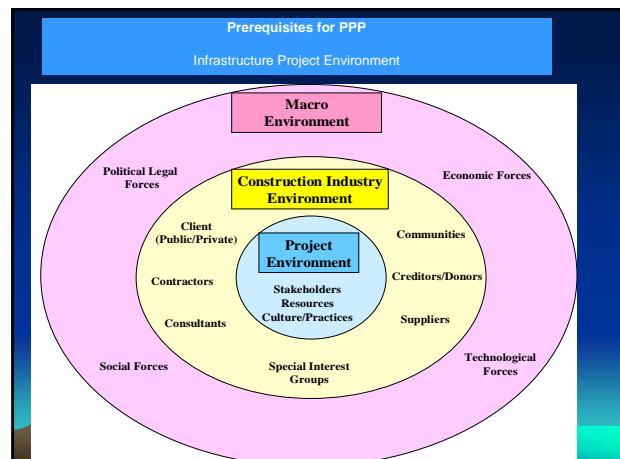 Prerequisites for PPP
Infrastructure Project Environment
Macro
Environment
Political Legal
Forces
Economic Forces
Construction Industry
Environment
Client
(Public/Private)
Communities
Project
Environment
Contractors
Creditors/Donors
Stakeholders
Resources
Culture/Practices
Consultants
Suppliers
Social Forces
Special Interest
Groups
Technological
Forces